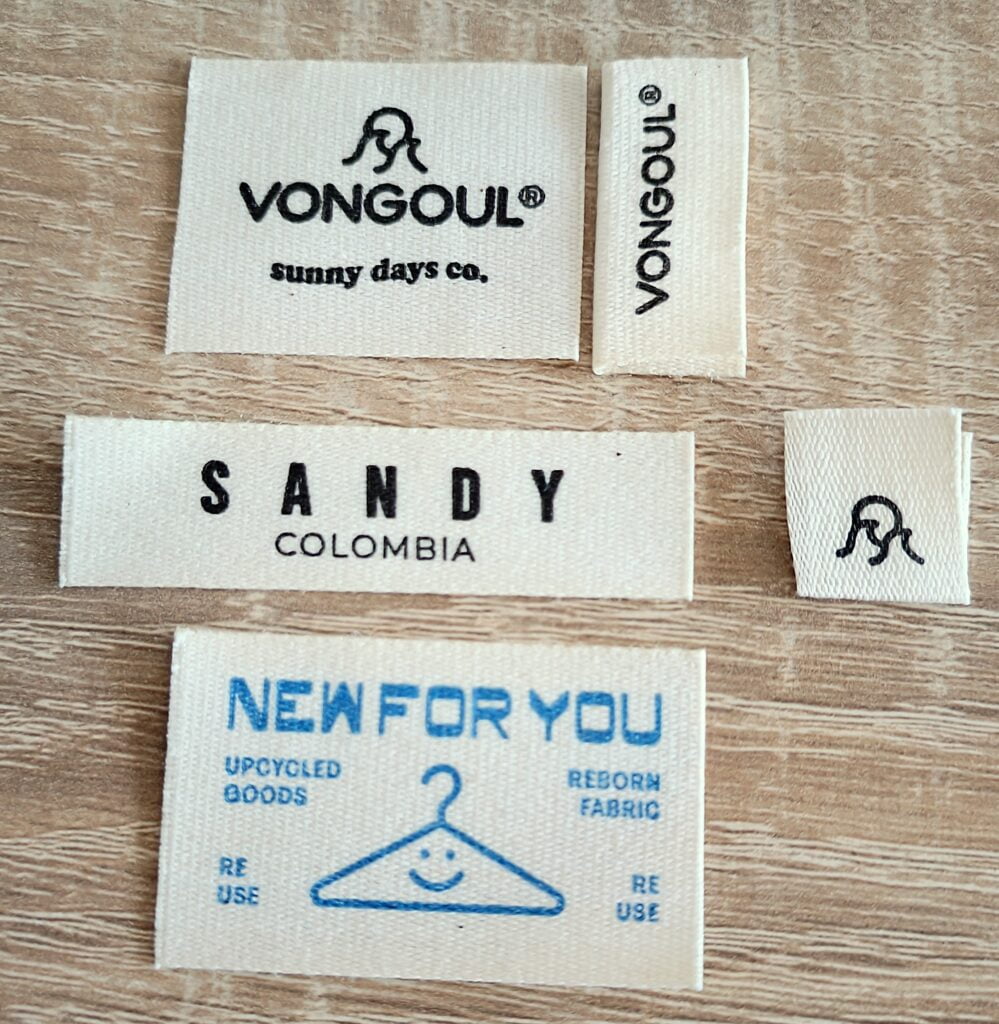 VONGOUL®
sunny days co.
VONGOUL®
SANDY
COLOMBIA
NEW FOR YOU
UPCYCLED
GOODS
REBORN
FABRIC
RE
USE
RE
USE